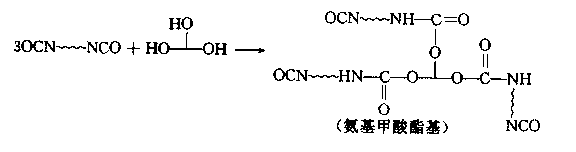 OCN~~~NH—C=O
HO
O
O
3OCN~~~NCO + HO OH ⟶
OCN~~~HN—C—O O—C—NH
O
NCO
(氨基甲酸酯基)